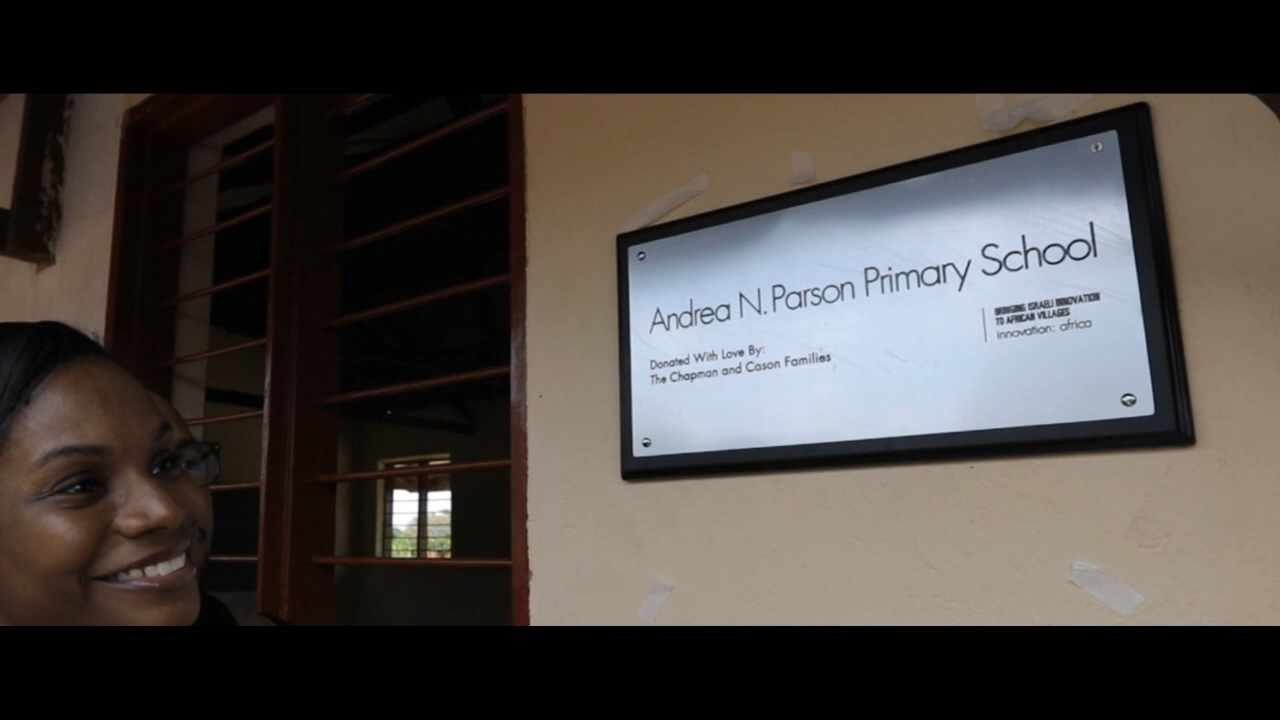 Andrea N. Parson Primary School
Donated With Love By:
The Chapman and Cason Families
BRINGING ISRAELI INNOVATION
TO AFRICAN VILLAGES
innovation: africa